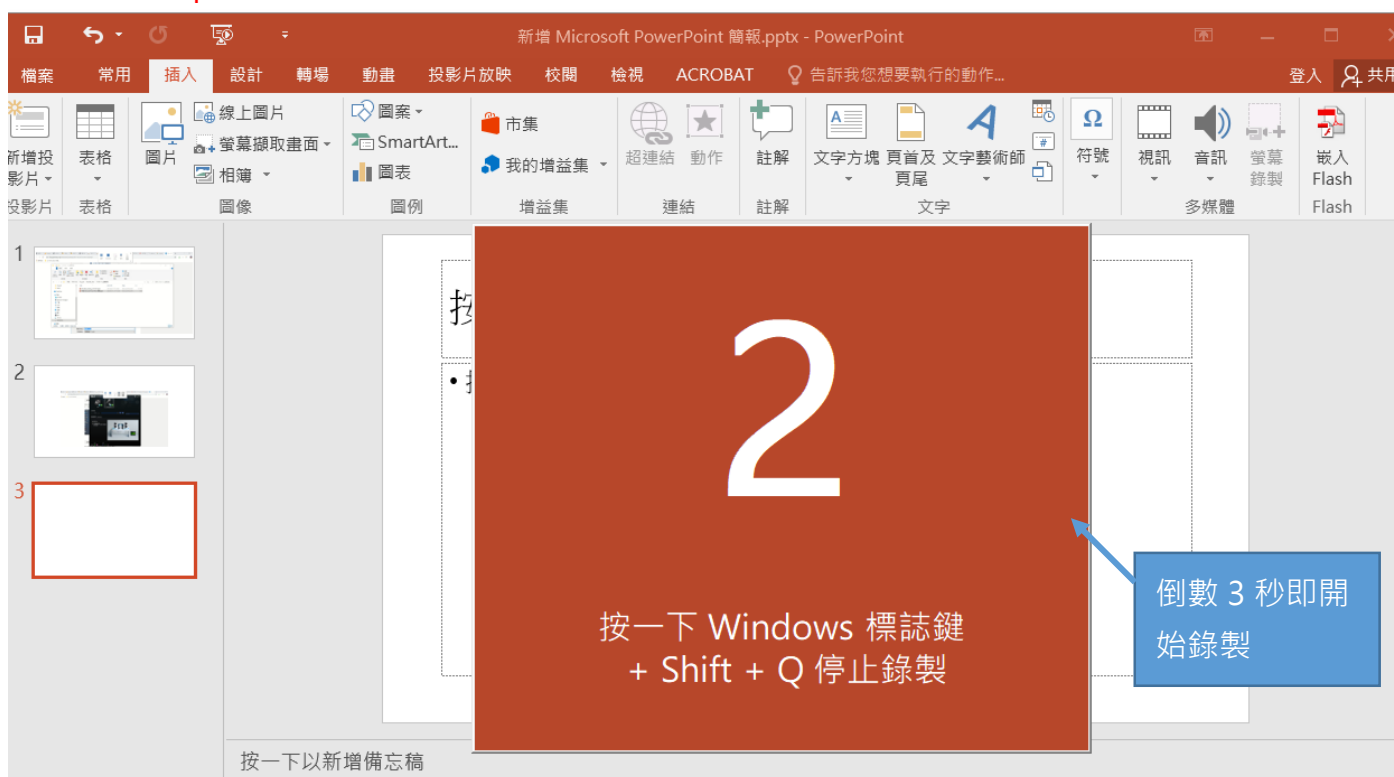 新增 Microsoft PowerPoint 簡報.pptx - PowerPoint
檔案 常用 插入 設計 轉場 動畫 投影片放映 校閱 檢視 ACROBAT 告訴我您想要執行的動作... 登入 共用
新增投影片 表格 圖片 線上圖片 螢幕擷取畫面 相簿 圖案 SmartArt... 圖表 市集 我的增益集 超連結 動作 註解 文字方塊 頁首及頁尾 文字藝術師 符號 視訊 音訊 螢幕錄製 嵌入 Flash
投影片 表格 圖像 圖例 增益集 連結 註解 文字 多媒體 Flash
1
2
3
按
2
按一下 Windows 標誌鍵
+ Shift + Q 停止錄製
倒數 3 秒即開
始錄製
按一下以新增備忘稿